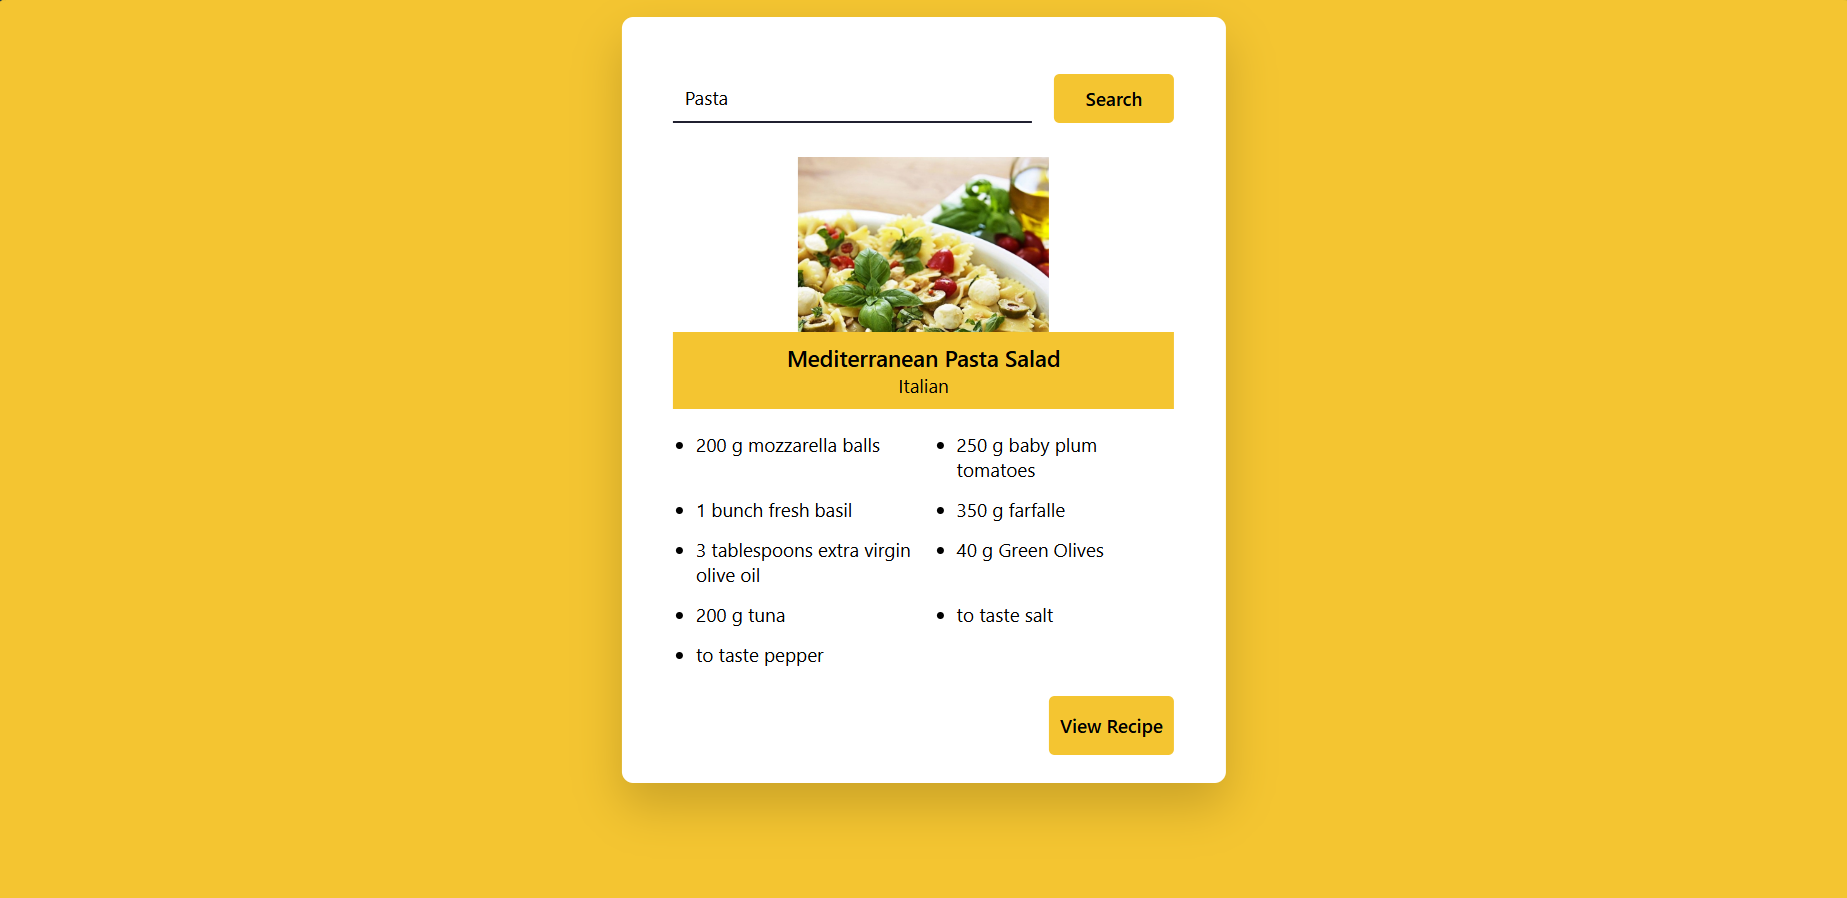 Pasta
Search
Mediterranean Pasta Salad
Italian
200 g mozzarella balls
250 g baby plum
tomatoes
1 bunch fresh basil
350 g farfalle
3 tablespoons extra virgin
olive oil
40 g Green Olives
200 g tuna
to taste salt
to taste pepper
View Recipe